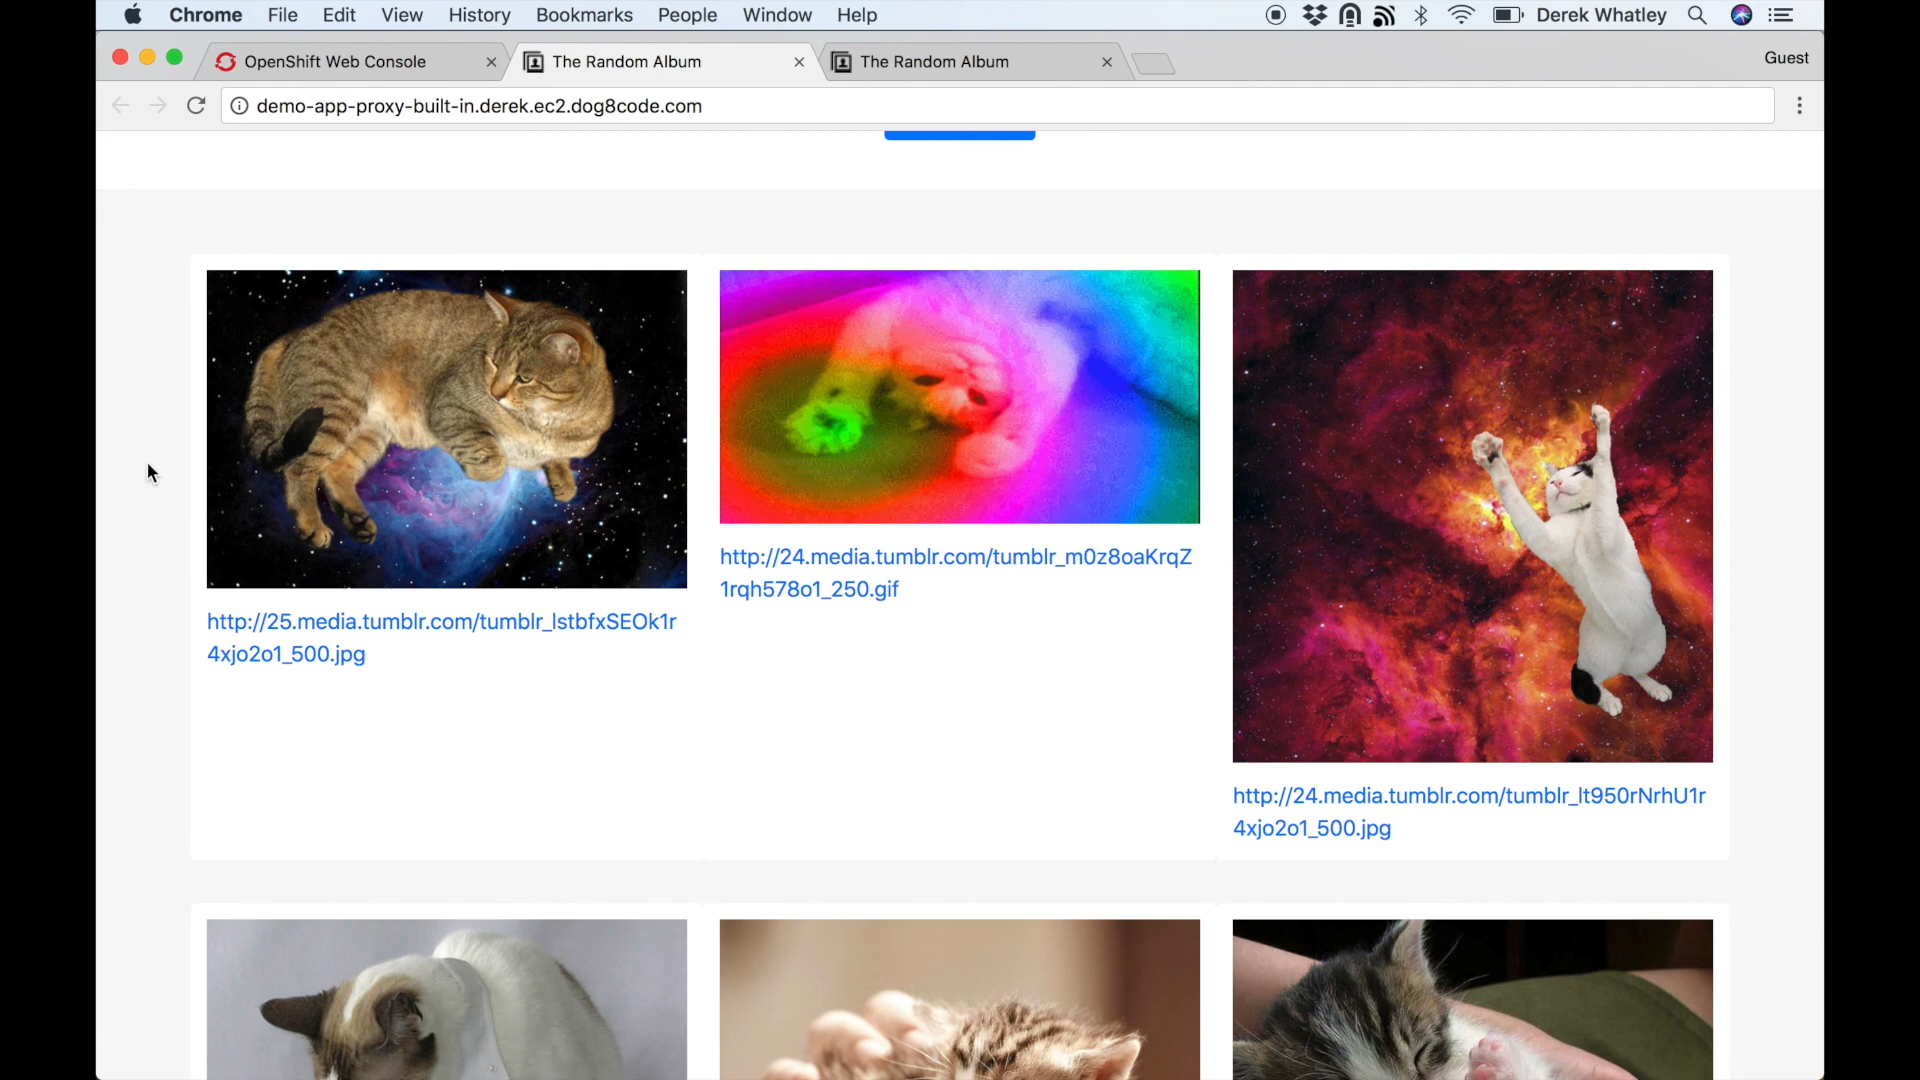 Chrome File Edit View History Bookmarks People Window Help Derek Whatley
OpenShift Web Console The Random Album The Random Album Guest
demo-app-proxy-built-in.derek.ec2.dog8code.com
http://25.media.tumblr.com/tumblr_lstbfxSEOk1r
4xjo2o1_500.jpg
http://24.media.tumblr.com/tumblr_m0z8oaKrqZ
1rqh578o1_250.gif
http://24.media.tumblr.com/tumblr_lt950rNrhU1r
4xjo2o1_500.jpg